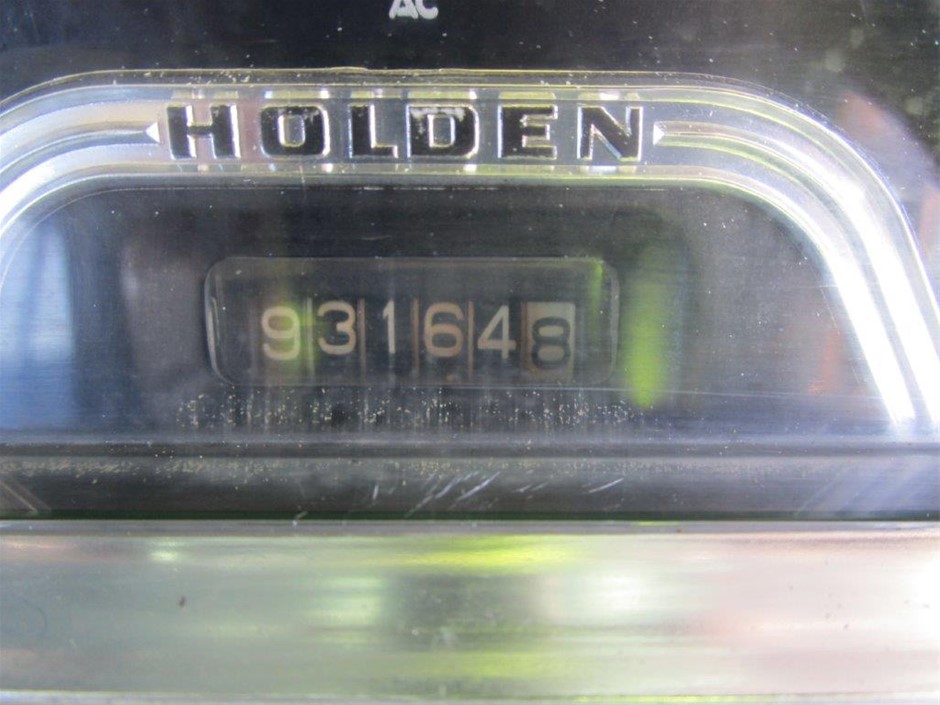 AC
HOLDEN
931648